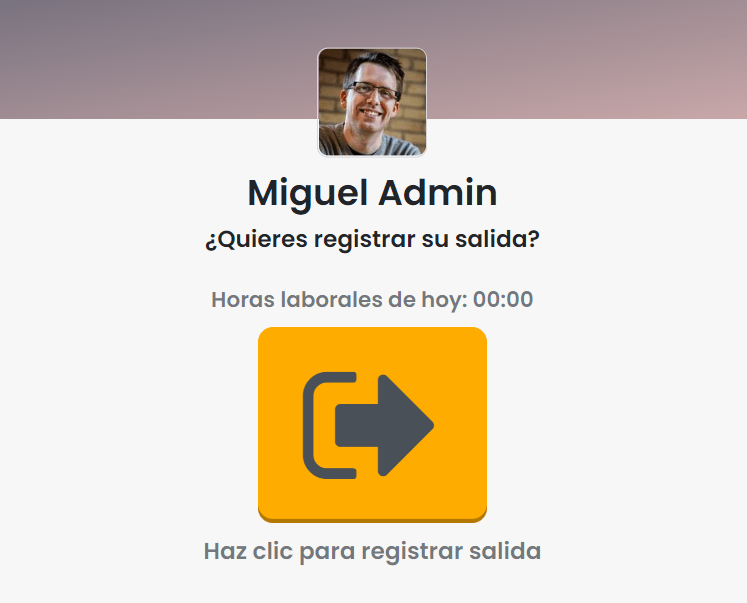 Miguel Admin
¿Quieres registrar su salida?
Horas laborales de hoy: 00:00
Haz clic para registrar salida